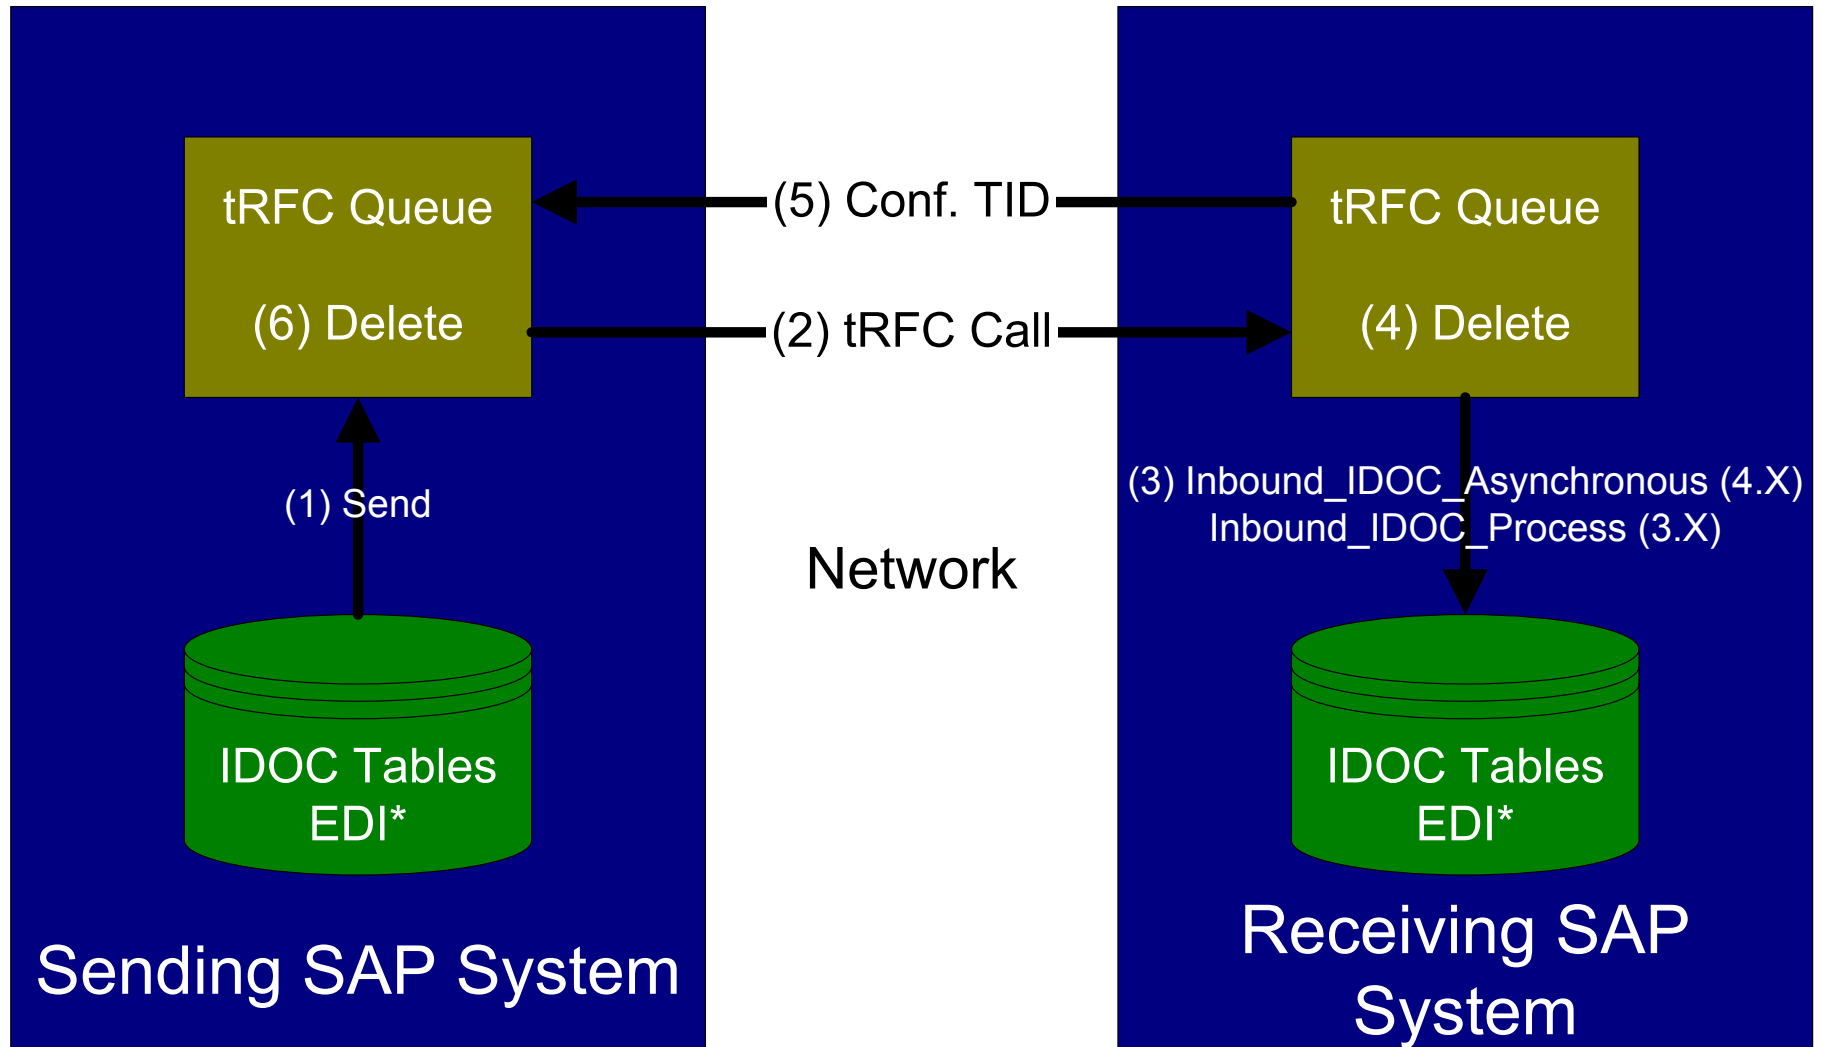 tRFC Queue
(6) Delete
(1) Send
IDOC Tables
EDI*
Sending SAP System
(5) Conf. TID
(2) tRFC Call
Network
tRFC Queue
(4) Delete
(3) Inbound_IDOC_Asynchronous (4.X)
Inbound_IDOC_Process (3.X)
IDOC Tables
EDI*
Receiving SAP
System